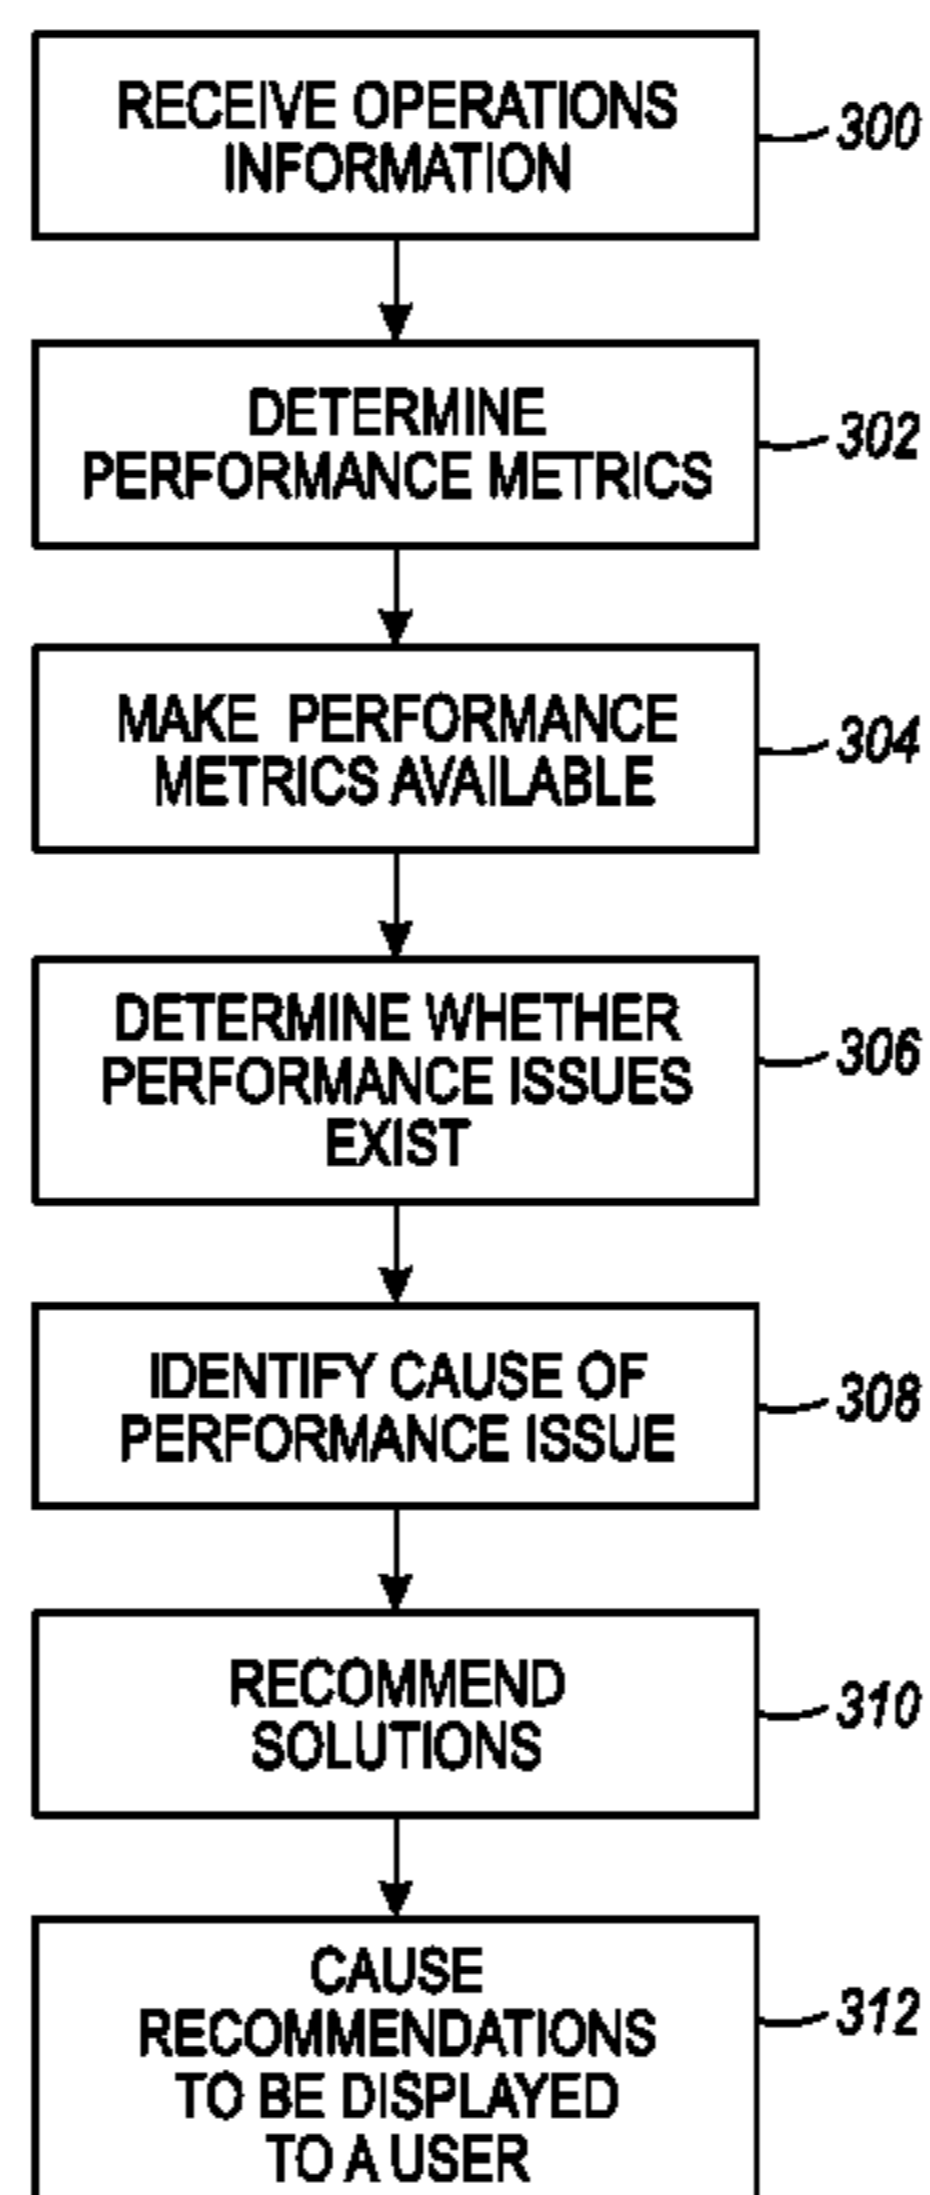 RECEIVE OPERATIONS
INFORMATION
300
DETERMINE
PERFORMANCE METRICS
302
MAKE PERFORMANCE
METRICS AVAILABLE
304
DETERMINE WHETHER
PERFORMANCE ISSUES
EXIST
306
IDENTIFY CAUSE OF
PERFORMANCE ISSUE
308
RECOMMEND
SOLUTIONS
310
CAUSE
RECOMMENDATIONS
TO BE DISPLAYED
TO A USER
312